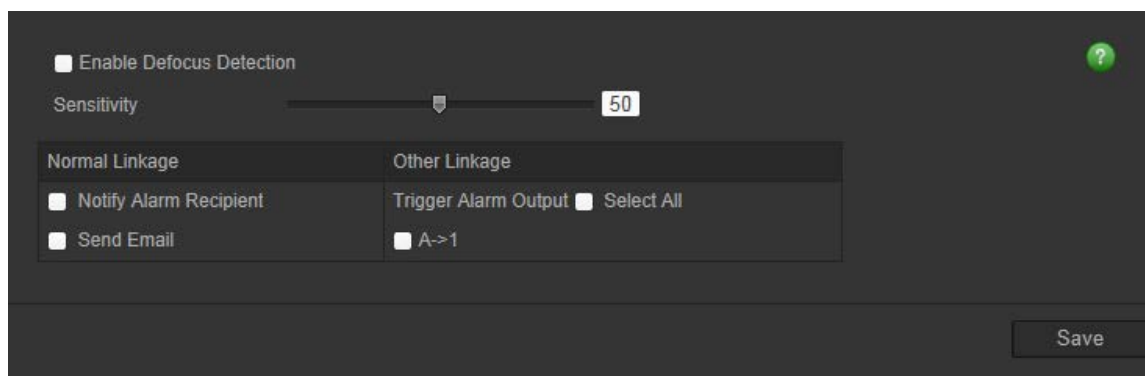 Enable Defocus Detection
?
Sensitivity 50
Normal Linkage Other Linkage
Notify Alarm Recipient Trigger Alarm Output Select All
Send Email A->1
Save